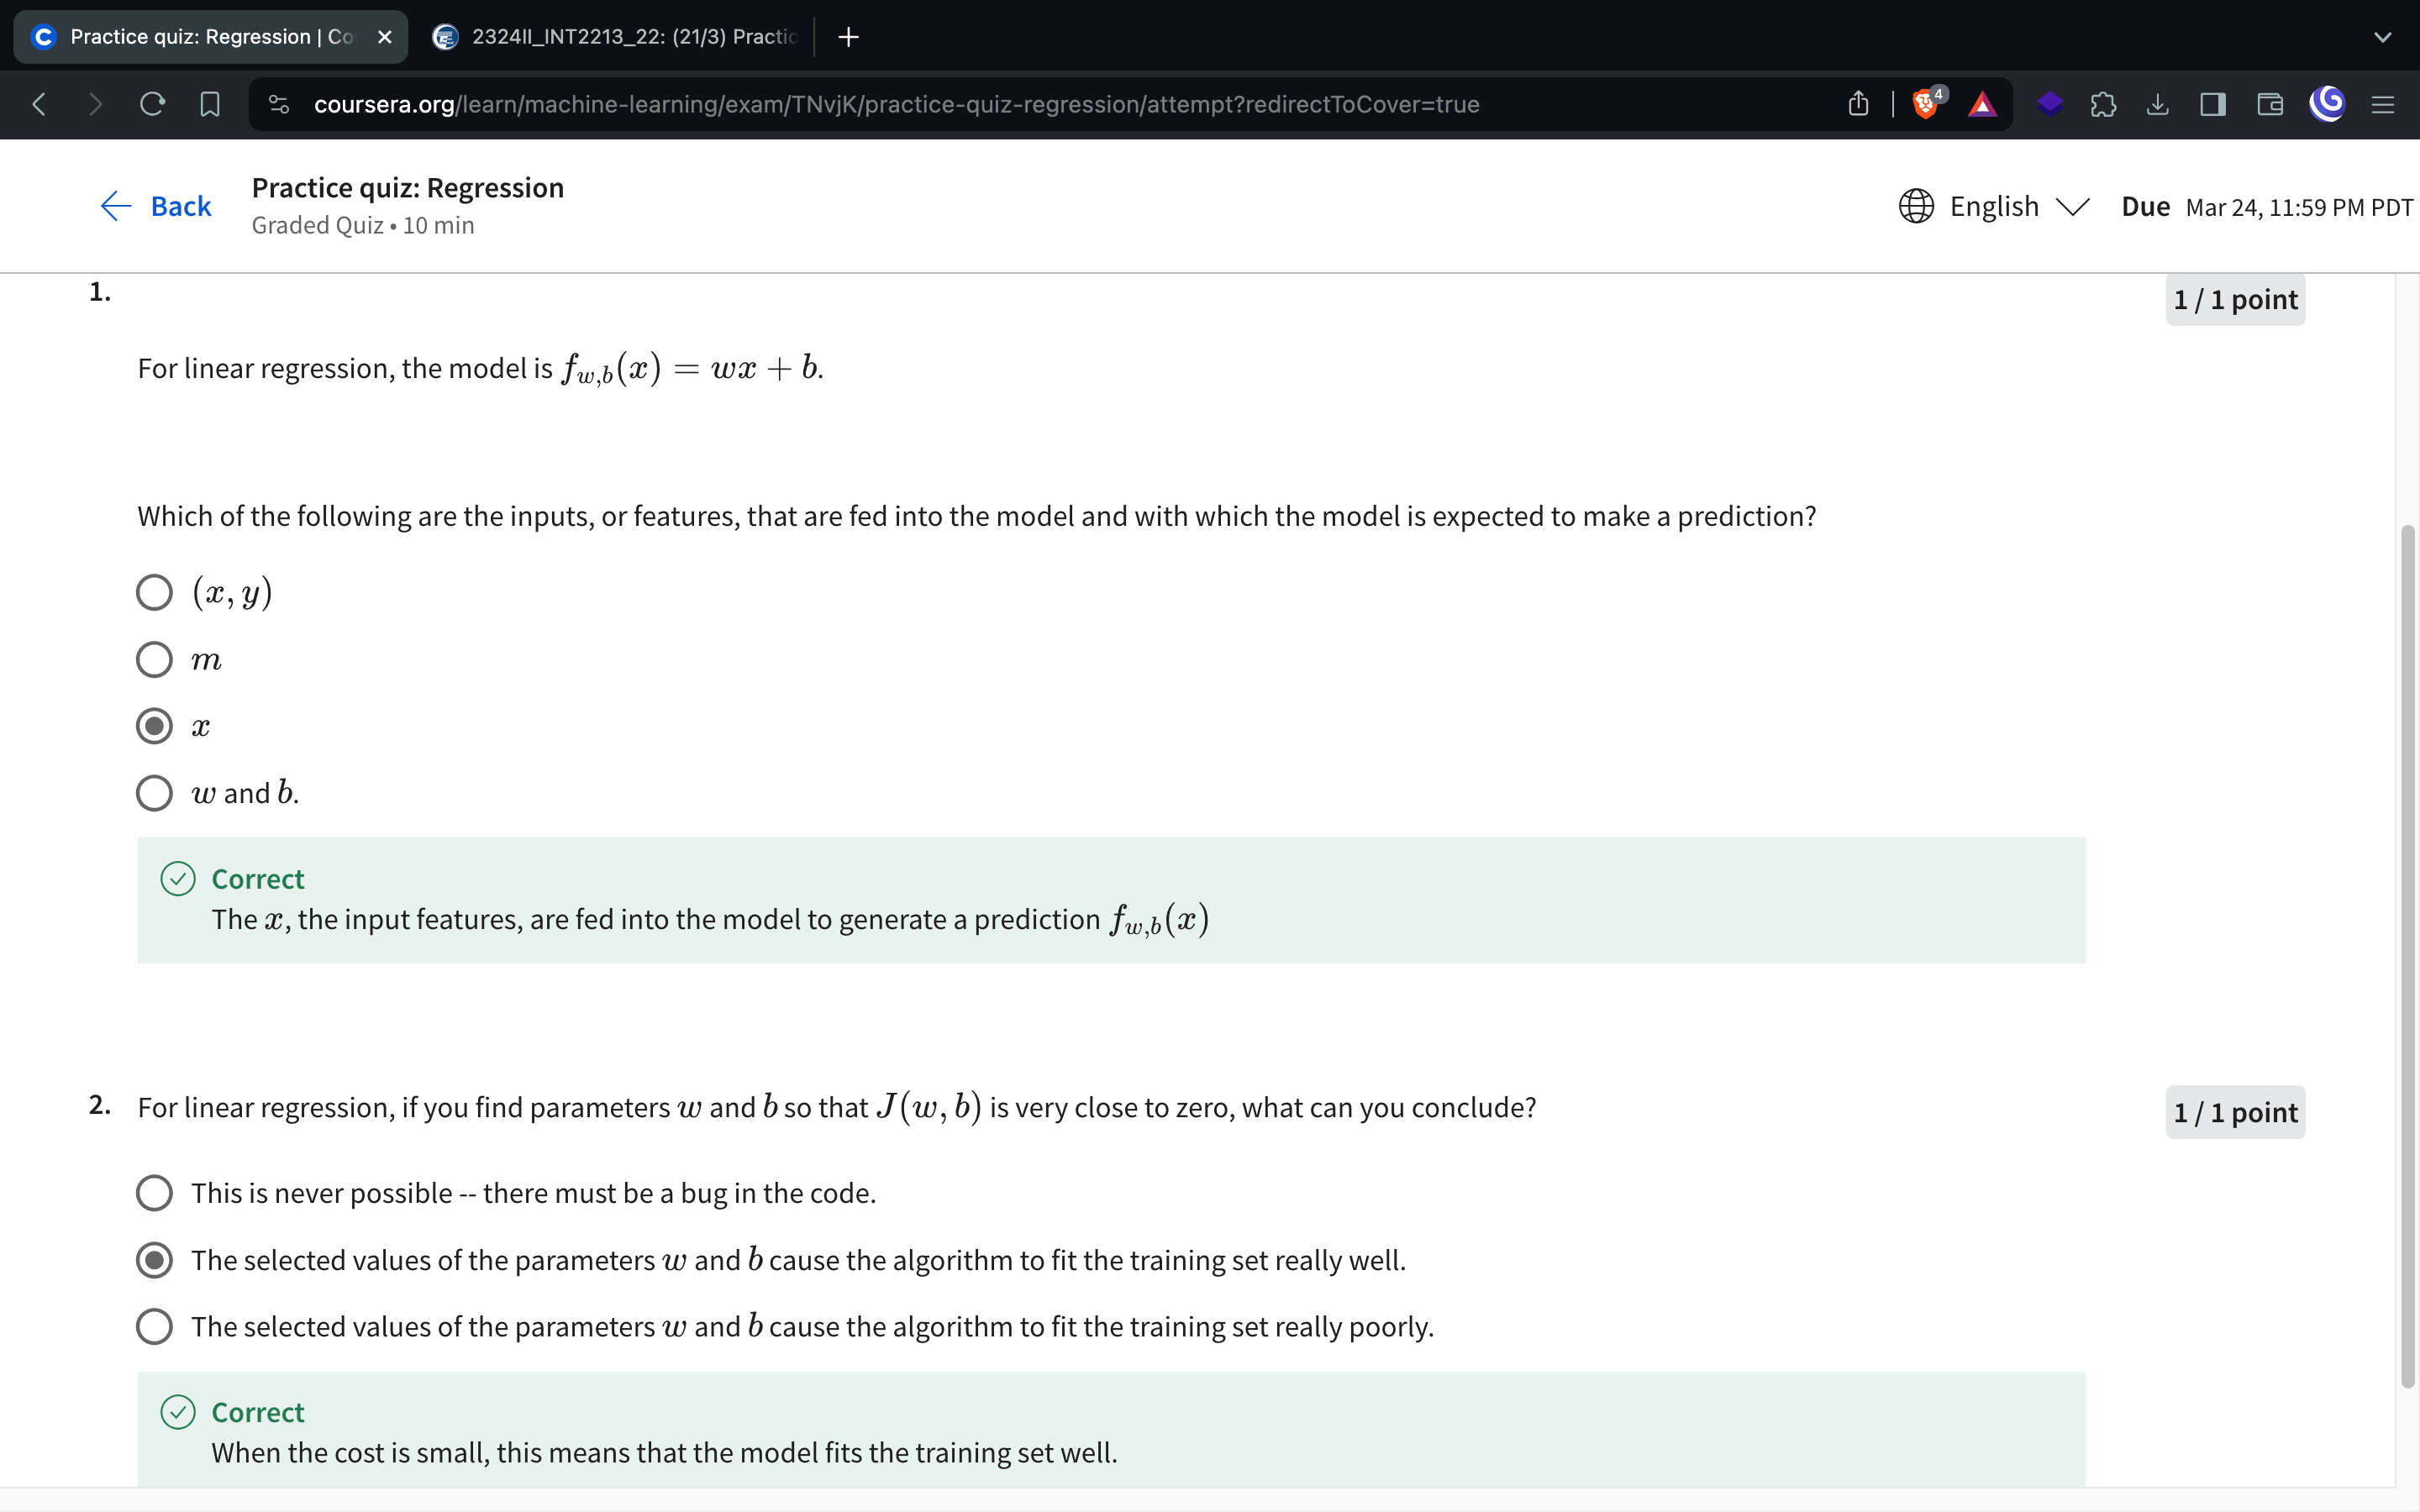 Practice quiz: Regression | Co
2324II_INT2213_22: (21/3) Practic
coursera.org/learn/machine-learning/exam/TNvjK/practice-quiz-regression/attempt?redirectToCover=true
4
Back
Practice quiz: Regression
Graded Quiz • 10 min
English
Due Mar 24, 11:59 PM PDT
1.
1 / 1 point
For linear regression, the model is f_{w,b}(x) = wx + b.
Which of the following are the inputs, or features, that are fed into the model and with which the model is expected to make a prediction?
(x, y)
m
x
w and b.
Correct
The x, the input features, are fed into the model to generate a prediction f_{w,b}(x)
2. For linear regression, if you find parameters w and b so that J(w, b) is very close to zero, what can you conclude?
1 / 1 point
This is never possible -- there must be a bug in the code.
The selected values of the parameters w and b cause the algorithm to fit the training set really well.
The selected values of the parameters w and b cause the algorithm to fit the training set really poorly.
Correct
When the cost is small, this means that the model fits the training set well.